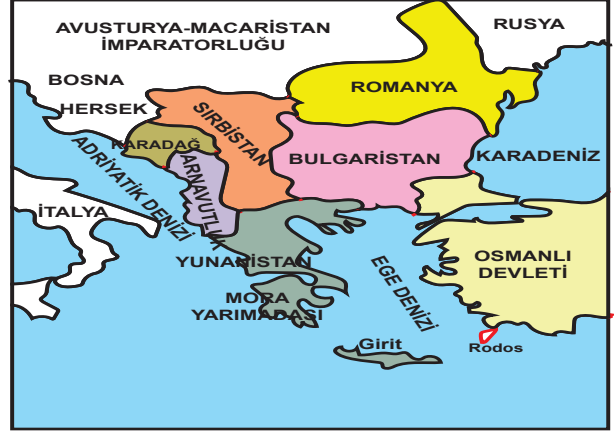 AVUSTURYA-MACARİSTAN
İMPARATORLUĞU
RUSYA
BOSNA
HERSEK
ROMANYA
SIRBİSTAN
KARADAĞ
BULGARİSTAN
KARADENİZ
ADRİYATİK DENİZİ
ARNAVUTLUK
İTALYA
YUNANİSTAN
EGE DENİZİ
OSMANLI
DEVLETİ
MORA
YARIMADASI
Girit
Rodos